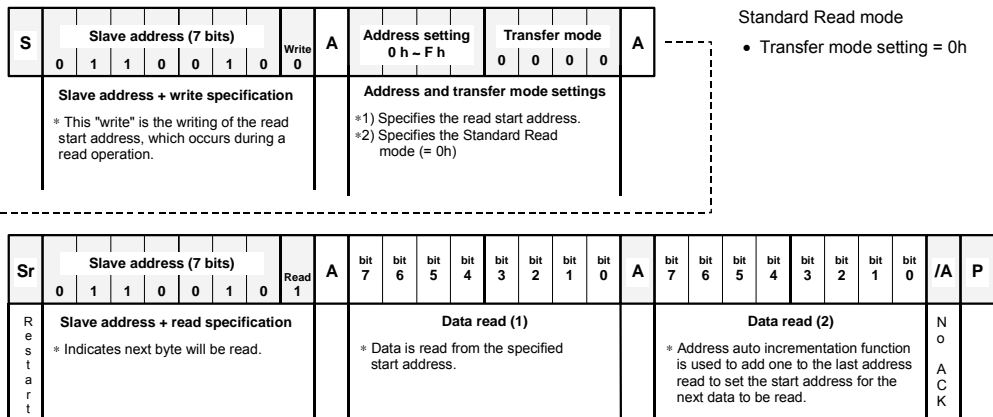 Standard Read mode
• Transfer mode setting = 0h
S Slave address (7 bits) Write A Address setting Transfer mode A
0 h ~ F h
0 1 1 0 0 1 0 0 0 0 0 0
Slave address + write specification
* This "write" is the writing of the read
start address, which occurs during a
read operation.
Address and transfer mode settings
*1) Specifies the read start address.
*2) Specifies the Standard Read
mode (= 0h)
Sr Slave address (7 bits) Read A bit bit bit bit bit bit bit bit A bit bit bit bit bit bit bit bit /A P
7 6 5 4 3 2 1 0 7 6 5 4 3 2 1 0
0 1 1 0 0 1 0 1
Restart
Slave address + read specification
* Indicates next byte will be read.
Data read (1)
* Data is read from the specified
start address.
Data read (2)
* Address auto incrementation function
is used to add one to the last address
read to set the start address for the
next data to be read.
No ACK